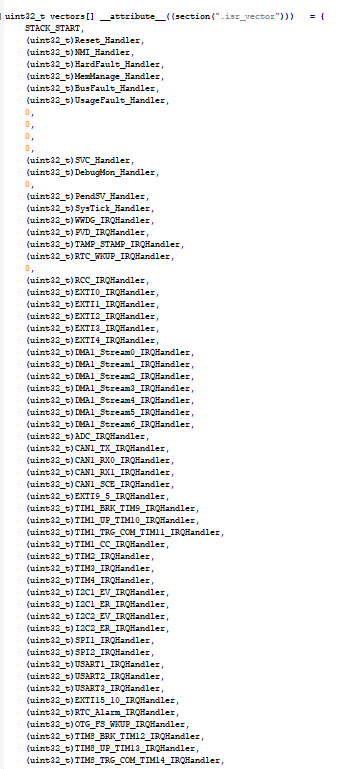 uint32_t vectors[] __attribute__((section(".isr_vector"))) = {
STACK_START,
(uint32_t)Reset_Handler,
(uint32_t)NMI_Handler,
(uint32_t)HardFault_Handler,
(uint32_t)MemManage_Handler,
(uint32_t)BusFault_Handler,
(uint32_t)UsageFault_Handler,
0,
0,
0,
0,
(uint32_t)SVC_Handler,
(uint32_t)DebugMon_Handler,
0,
(uint32_t)PendSV_Handler,
(uint32_t)SysTick_Handler,
(uint32_t)WWDG_IRQHandler,
(uint32_t)PVD_IRQHandler,
(uint32_t)TAMP_STAMP_IRQHandler,
(uint32_t)RTC_WKUP_IRQHandler,
0,
(uint32_t)RCC_IRQHandler,
(uint32_t)EXTI0_IRQHandler,
(uint32_t)EXTI1_IRQHandler,
(uint32_t)EXTI2_IRQHandler,
(uint32_t)EXTI3_IRQHandler,
(uint32_t)EXTI4_IRQHandler,
(uint32_t)DMA1_Stream0_IRQHandler,
(uint32_t)DMA1_Stream1_IRQHandler,
(uint32_t)DMA1_Stream2_IRQHandler,
(uint32_t)DMA1_Stream3_IRQHandler,
(uint32_t)DMA1_Stream4_IRQHandler,
(uint32_t)DMA1_Stream5_IRQHandler,
(uint32_t)DMA1_Stream6_IRQHandler,
(uint32_t)ADC_IRQHandler,
(uint32_t)CAN1_TX_IRQHandler,
(uint32_t)CAN1_RX0_IRQHandler,
(uint32_t)CAN1_RX1_IRQHandler,
(uint32_t)CAN1_SCE_IRQHandler,
(uint32_t)EXTI9_5_IRQHandler,
(uint32_t)TIM1_BRK_TIM9_IRQHandler,
(uint32_t)TIM1_UP_TIM10_IRQHandler,
(uint32_t)TIM1_TRG_COM_TIM11_IRQHandler,
(uint32_t)TIM1_CC_IRQHandler,
(uint32_t)TIM2_IRQHandler,
(uint32_t)TIM3_IRQHandler,
(uint32_t)TIM4_IRQHandler,
(uint32_t)I2C1_EV_IRQHandler,
(uint32_t)I2C1_ER_IRQHandler,
(uint32_t)I2C2_EV_IRQHandler,
(uint32_t)I2C2_ER_IRQHandler,
(uint32_t)SPI1_IRQHandler,
(uint32_t)SPI2_IRQHandler,
(uint32_t)USART1_IRQHandler,
(uint32_t)USART2_IRQHandler,
(uint32_t)USART3_IRQHandler,
(uint32_t)EXTI15_10_IRQHandler,
(uint32_t)RTC_Alarm_IRQHandler,
(uint32_t)OTG_FS_WKUP_IRQHandler,
(uint32_t)TIM8_BRK_TIM12_IRQHandler,
(uint32_t)TIM8_UP_TIM13_IRQHandler,
(uint32_t)TIM8_TRG_COM_TIM14_IRQHandler,